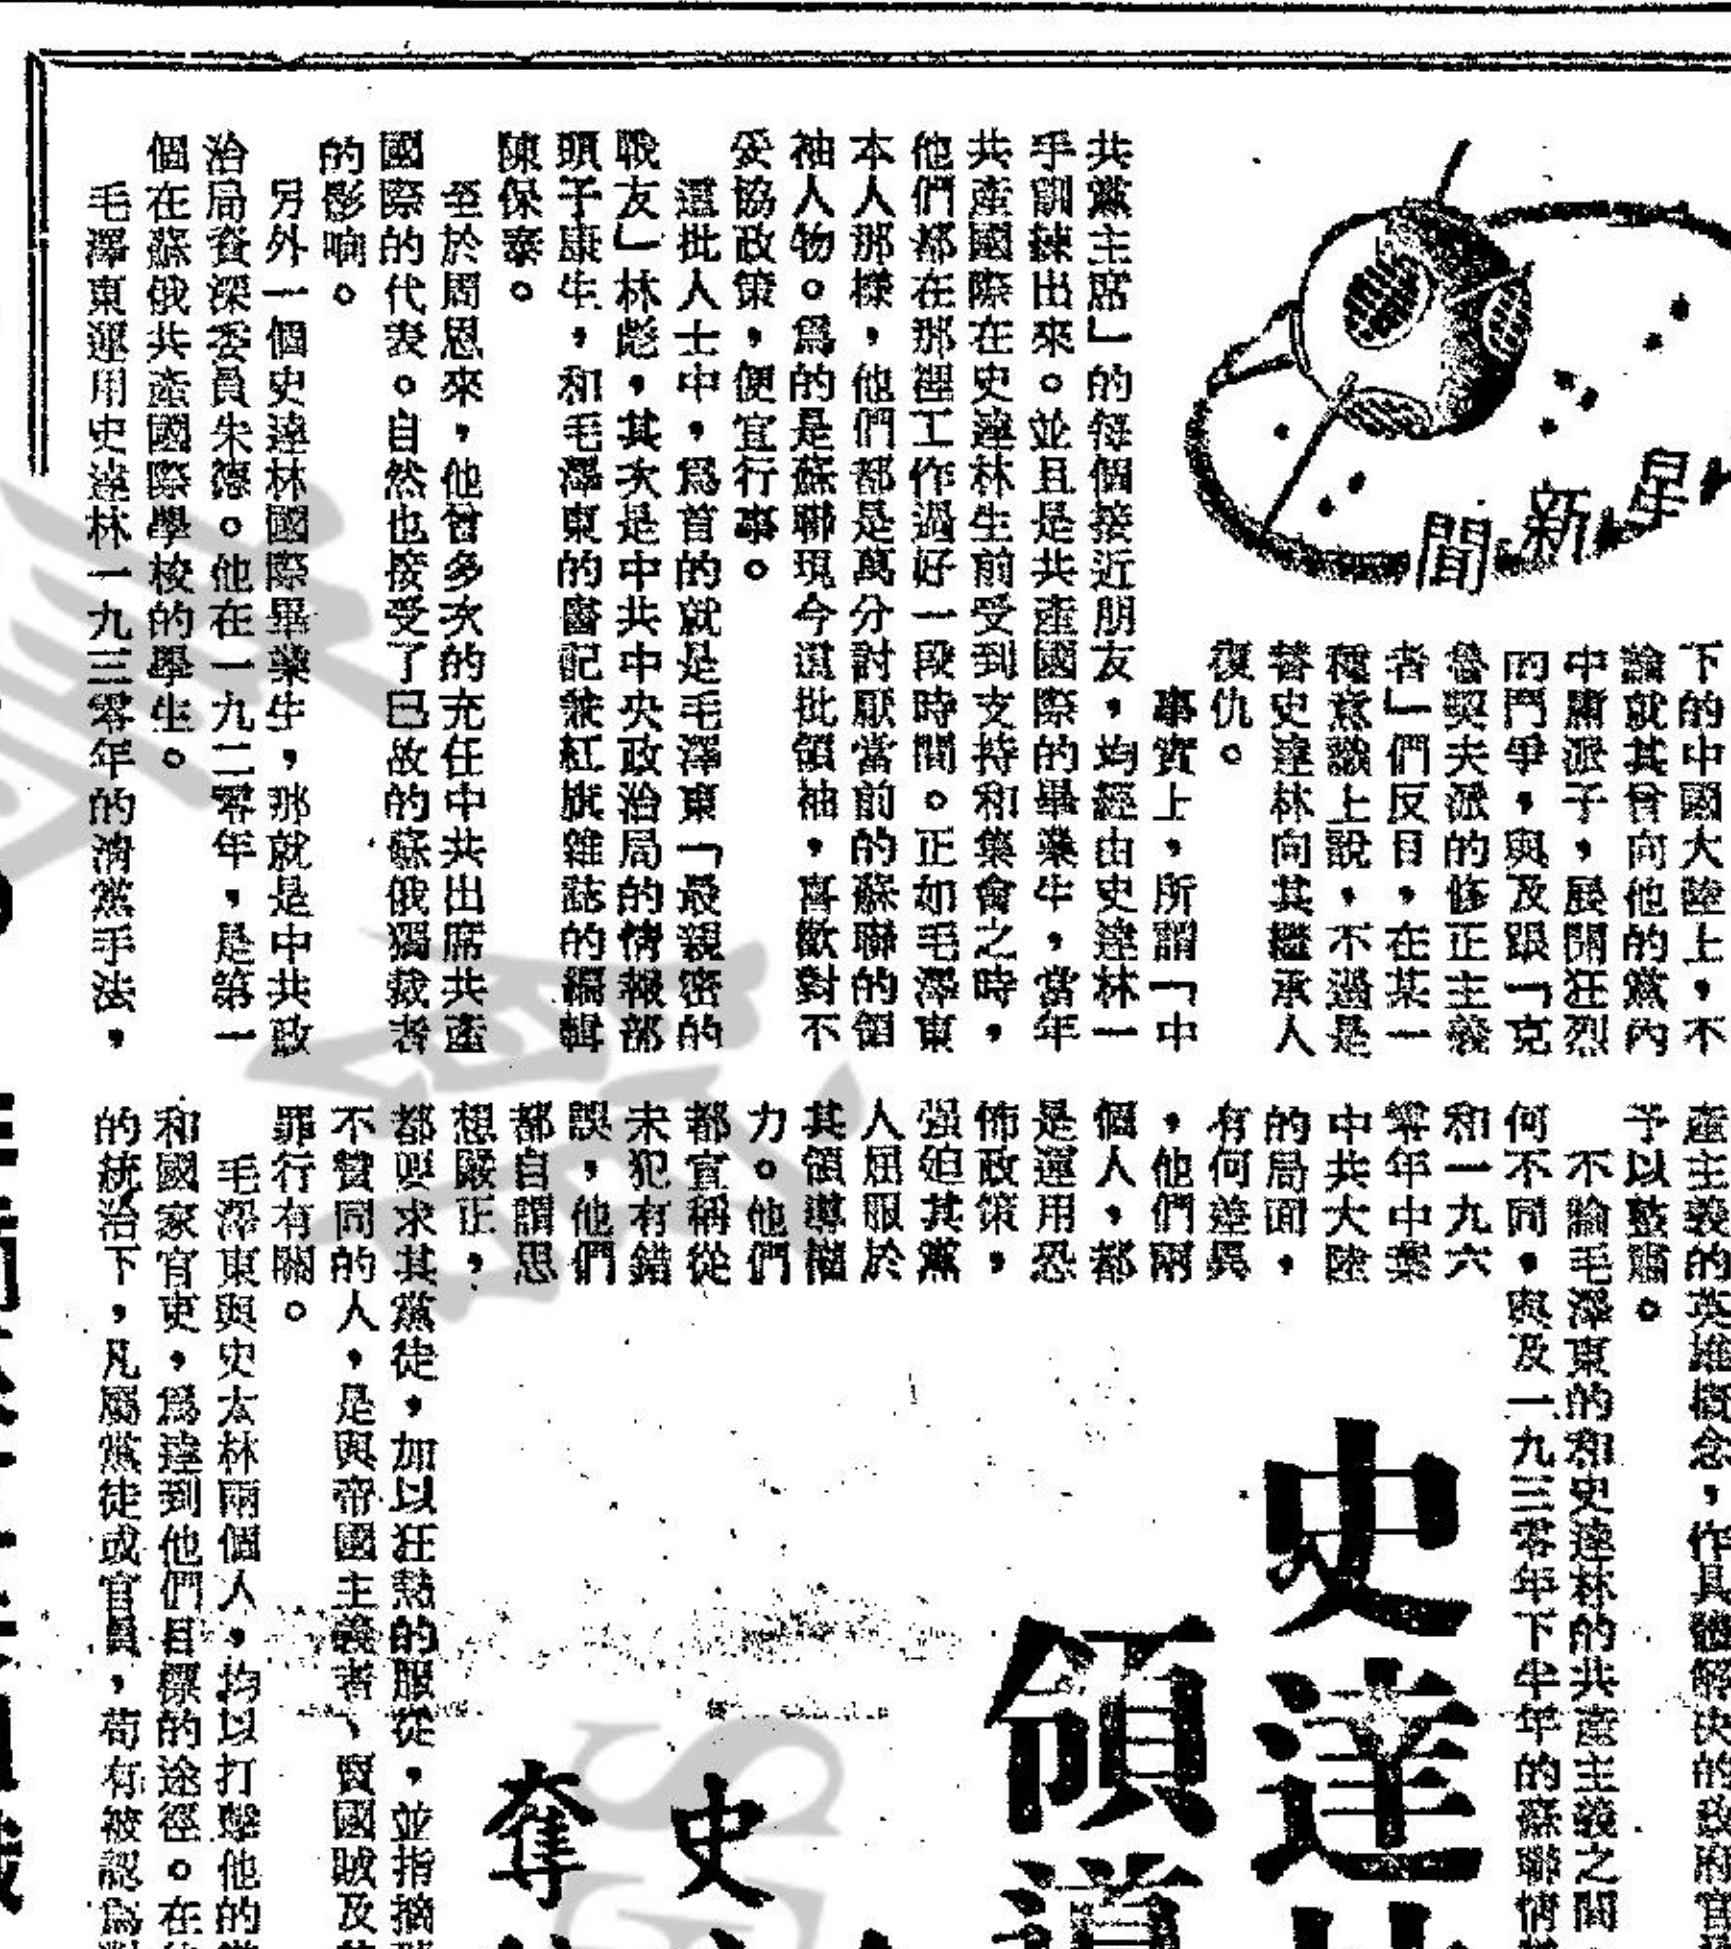 星
新
聞
下的中國大陸上，不
論就其曾向他的黨內
中庸派子，展開狂烈
的鬥爭，與及跟「克
魯契夫派的修正主義
者」們反目，在某一
種意識上說，不過是
替史達林向其繼承人
復仇。
事實上，所謂「中
共黨主席」的每個接近朋友，均經由史達林一
手訓練出來。並且是共產國際的畢業生，當年
共產國際在史達林生前受到支持和集會之時，
他們都在那裡工作過好一段時間。正如毛澤東
本人那樣，他們都是萬分討厭當前的蘇聯的領
袖人物。爲的是蘇聯現今這批領袖，喜歡對不
妥協政策，便宜行事。
這批人士中，爲首的就是毛澤東「最親密的
戰友」林彪，其次是中共中央政治局的情報部
頭子康生，和毛澤東的書記兼紅旗雜誌的編輯
陳保泰。
至於周恩來，他曾多次的充任中共出席共產
國際的代表。自然也接受了已故的蘇俄獨裁者
的影响。
另外一個史達林國際畢業生，那就是中共政
治局資深委員朱德。他在一九二零年，是第一
個在蘇俄共產國際學校的學生。
毛澤東運用史達林一九三零年的清黨手法，
產主義的英雄概念，作具體解史的政府官
予以整肅。
不論毛澤東的和史達林的共產主義之間
何不同，與及一九三零年下半年的蘇聯情
和一九六
零年中葉
中共大陸
的局面，
有何差異
，他們兩
個人，都
是運用恐
怖政策，
强迫其黨
人屈服於
其領導權
力。他們
都宣稱從
未犯有錯
誤，他們
都自謂思
想嚴正，
都要求其黨徒，加以狂熱的服從，並指摘
不贊同的人，是與帝國主義者、賣國賊及
罪行有關。
毛澤東與史太林兩個人，均以打擊他的
和國家官吏，爲達到他們目標的途徑。在
的統治下，凡屬黨徒或官員，苟有被認爲
史達
領導
史
奪